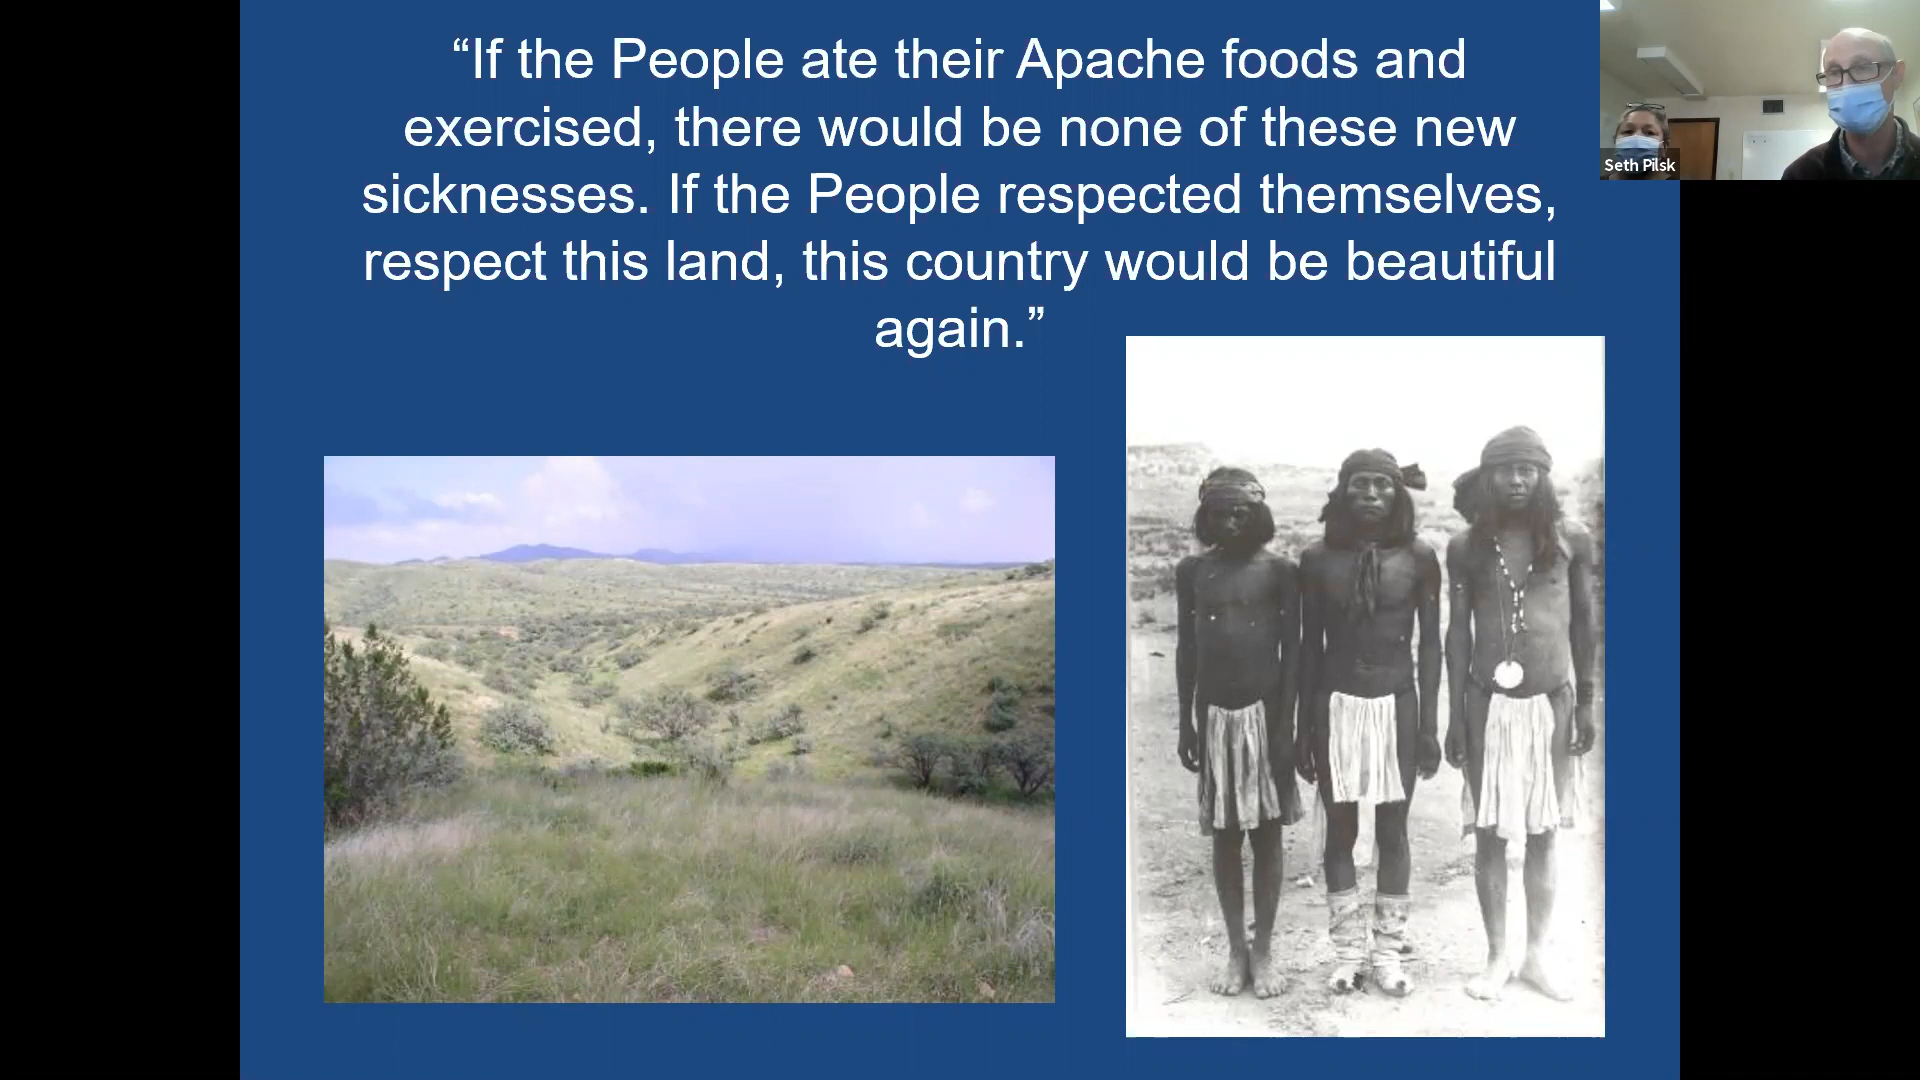 “If the People ate their Apache foods and
exercised, there would be none of these new
sicknesses. If the People respected themselves,
respect this land, this country would be beautiful
again.”
Seth Pilsk